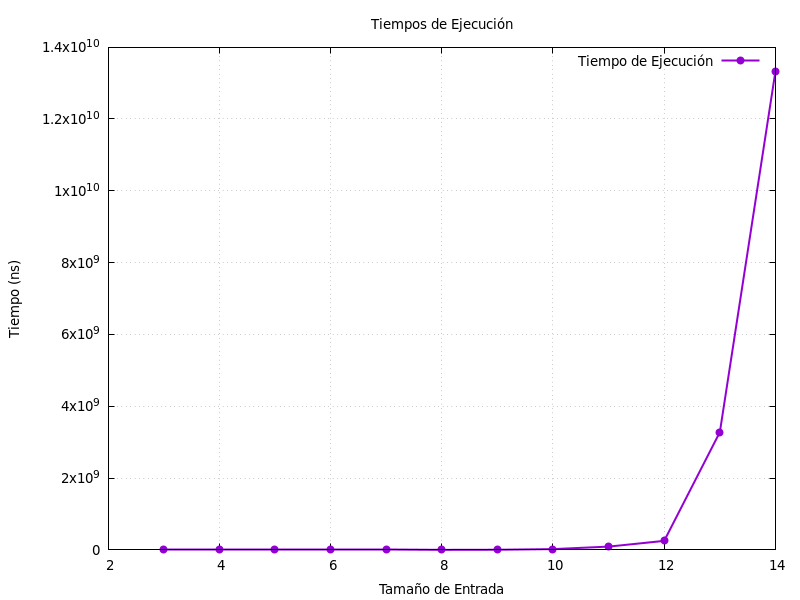 Tiempos de Ejecución
1.4x10^10
1.2x10^10
1x10^10
8x10^9
6x10^9
4x10^9
2x10^9
0
Tiempo (ns)
Tiempo de Ejecución
2 4 6 8 10 12 14
Tamaño de Entrada